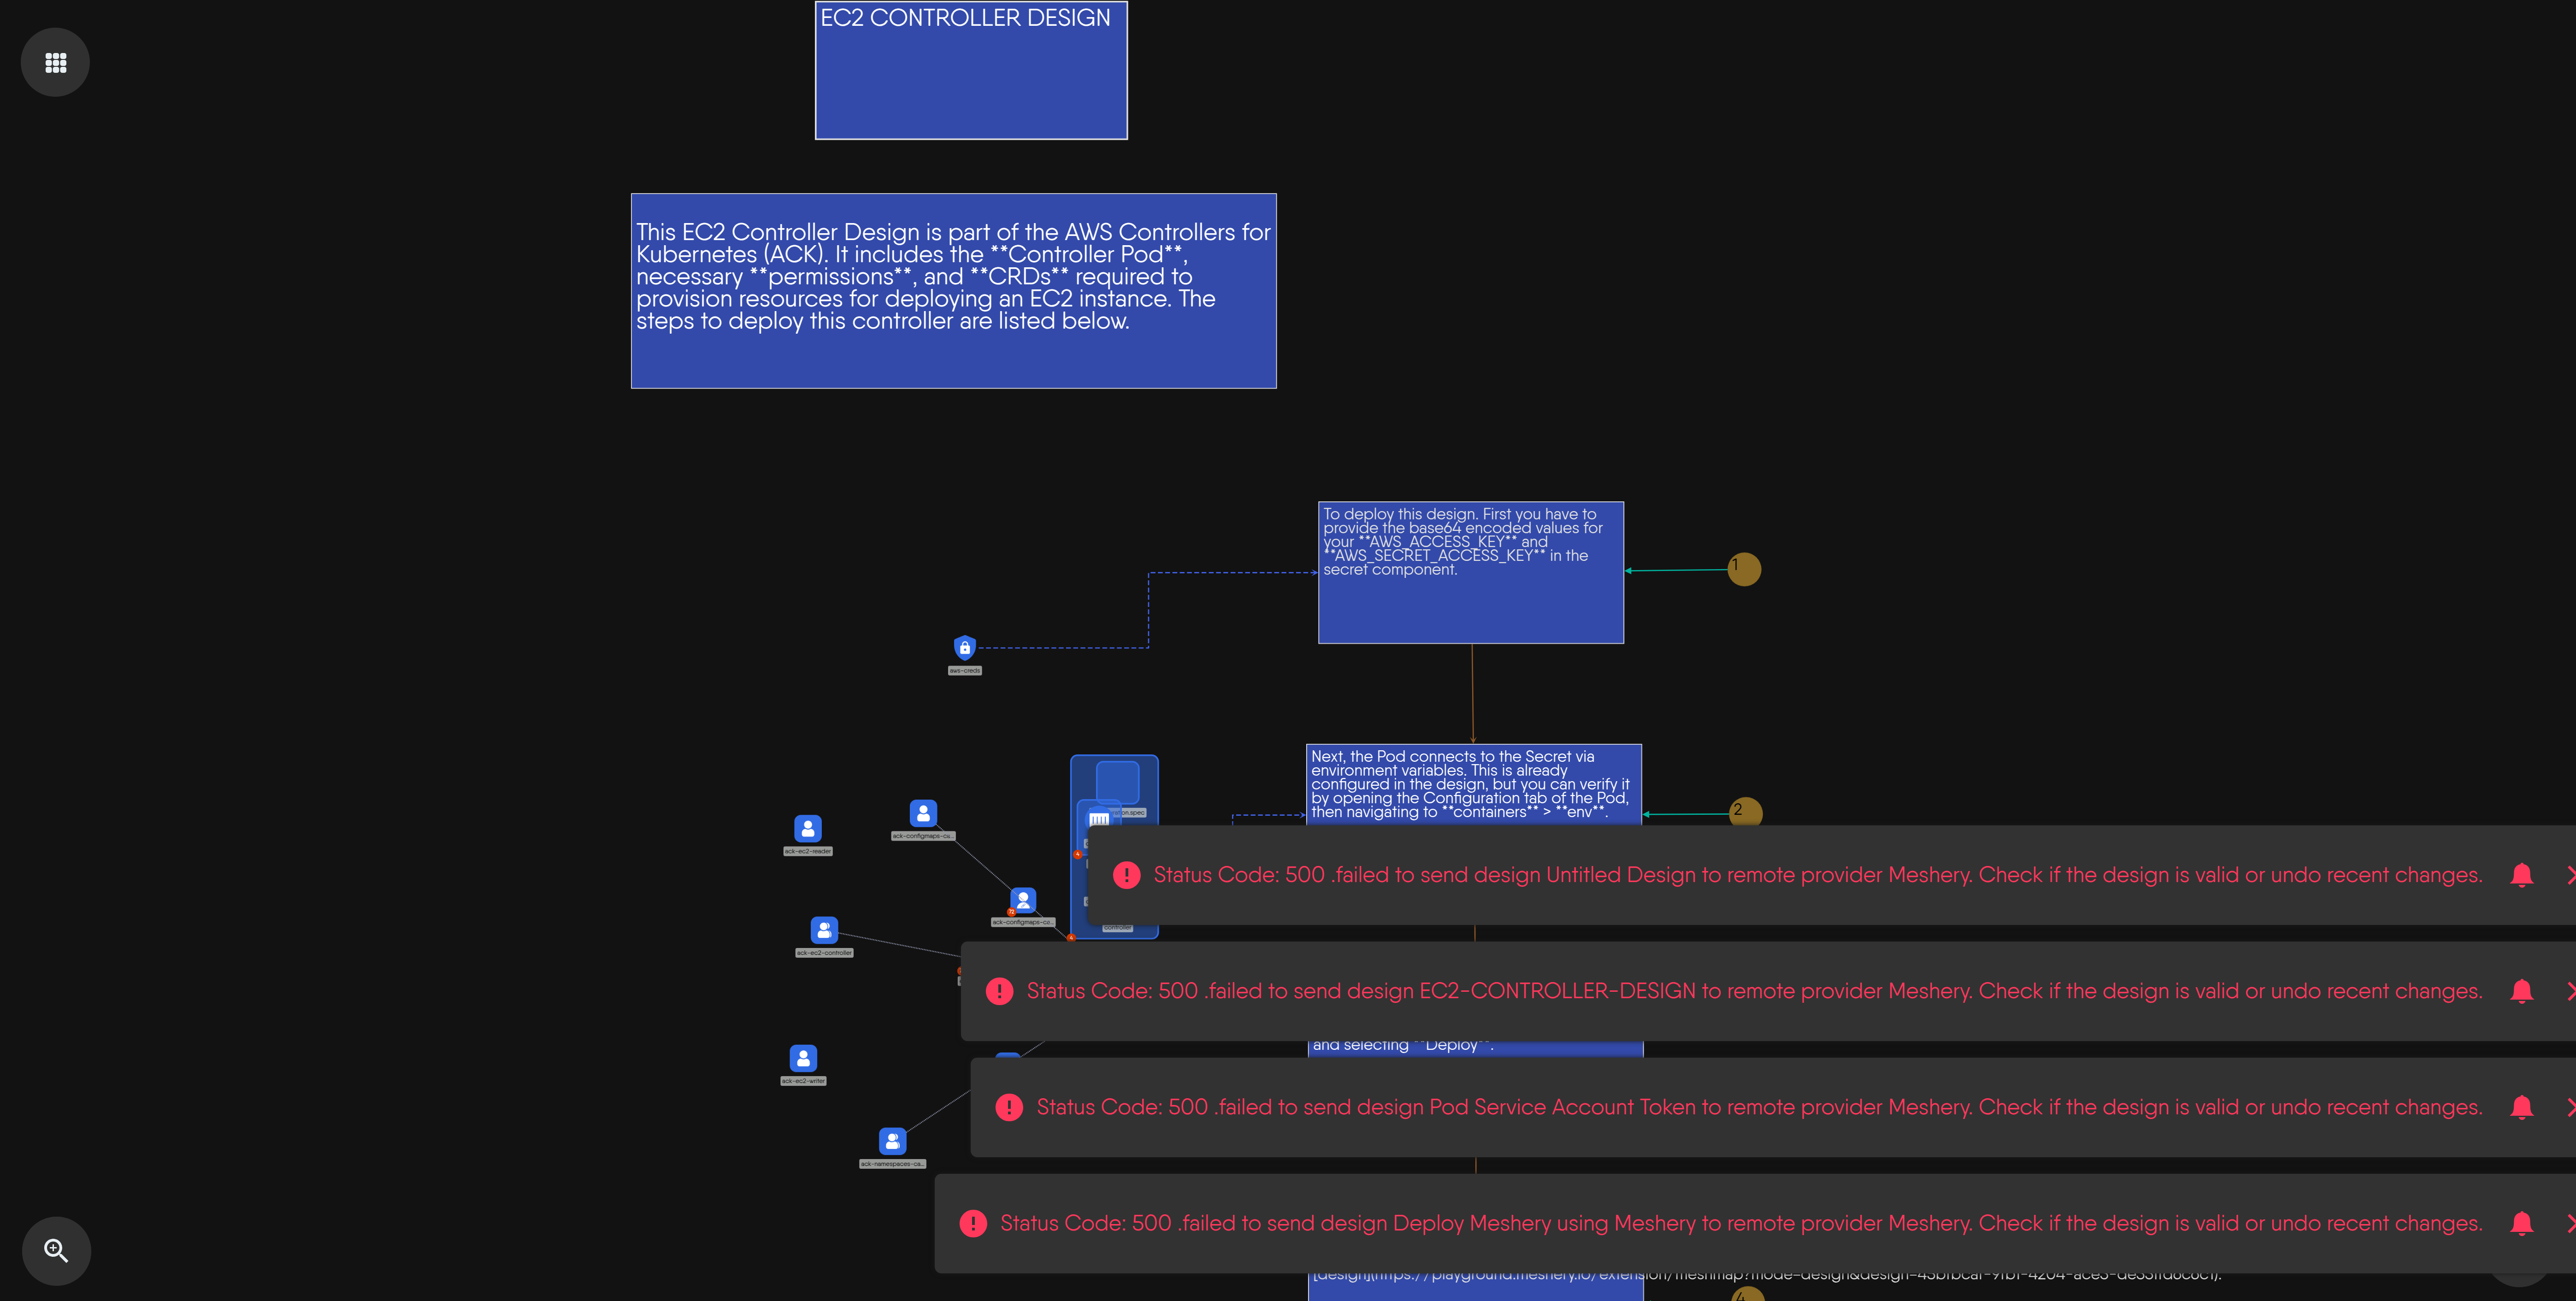 EC2 CONTROLLER DESIGN
This EC2 Controller Design is part of the AWS Controllers for
Kubernetes (ACK). It includes the **Controller Pod**,
necessary **permissions**, and **CRDs** required to
provision resources for deploying an EC2 instance. The
steps to deploy this controller are listed below.
To deploy this design. First you have to
provide the base64 encoded values for
your **AWS_ACCESS_KEY** and
**AWS_SECRET_ACCESS_KEY** in the
secret component.
1
aws-creds
Next, the Pod connects to the Secret via
environment variables. This is already
configured in the design, but you can verify it
by opening the Configuration tab of the Pod,
then navigating to **containers** > **env**.
2
on.spec
ack-configmaps-ca...
ack-ec2-reader
4
Status Code: 500 .failed to send design Untitled Design to remote provider Meshery. Check if the design is valid or undo recent changes.
72
ack-configmaps-ca...
controller
ack-ec2-controller
Status Code: 500 .failed to send design EC2-CONTROLLER-DESIGN to remote provider Meshery. Check if the design is valid or undo recent changes.
and selecting **Deploy**.
ack-ec2-writer
Status Code: 500 .failed to send design Pod Service Account Token to remote provider Meshery. Check if the design is valid or undo recent changes.
ack-namespaces-ca...
Status Code: 500 .failed to send design Deploy Meshery using Meshery to remote provider Meshery. Check if the design is valid or undo recent changes.
4